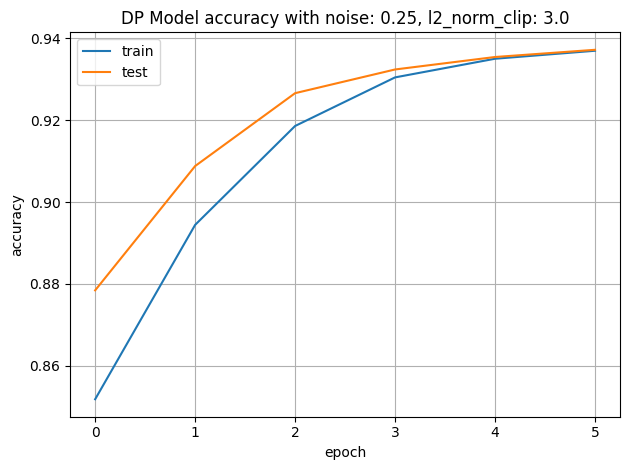 DP Model accuracy with noise: 0.25, l2_norm_clip: 3.0
train
test
0.94
0.92
0.90
0.88
0.86
accuracy
0 1 2 3 4 5
epoch